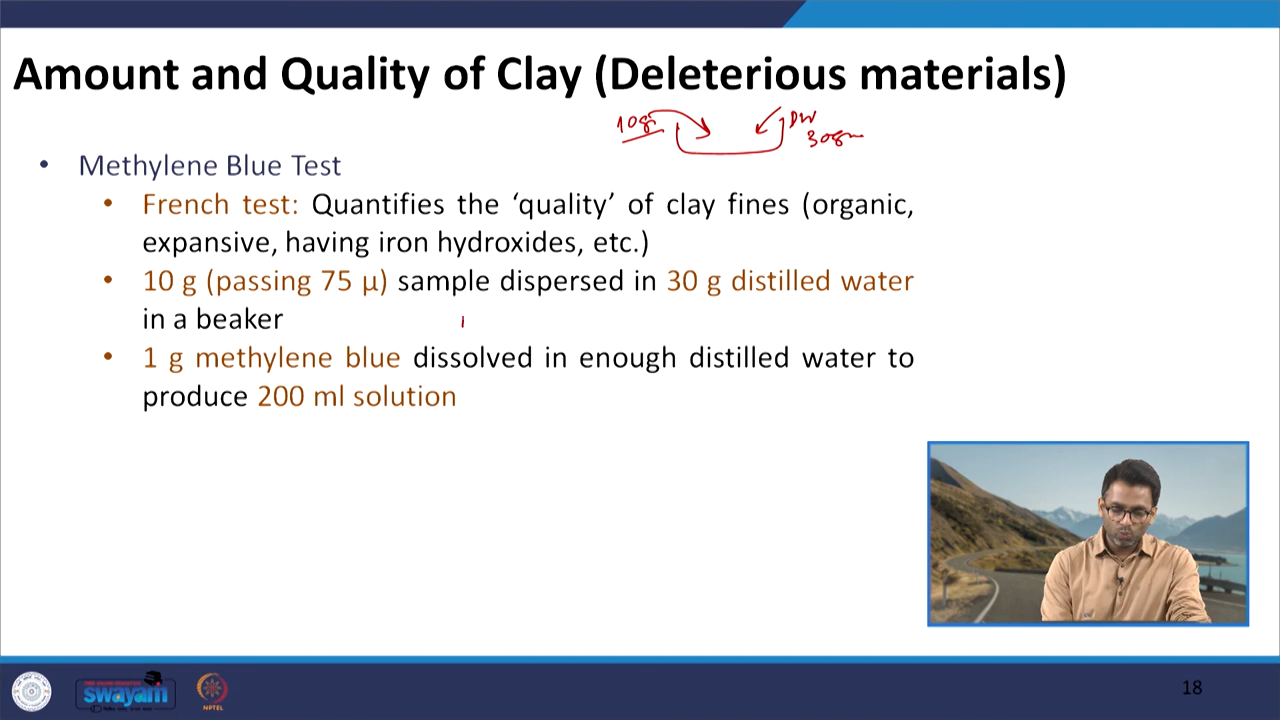 Amount and Quality of Clay (Deleterious materials)
10g DW
30gm
• Methylene Blue Test
• French test: Quantifies the ‘quality’ of clay fines (organic,
expansive, having iron hydroxides, etc.)
• 10 g (passing 75 μ) sample dispersed in 30 g distilled water
in a beaker
• 1 g methylene blue dissolved in enough distilled water to
produce 200 ml solution
swayam
NPTEL
18